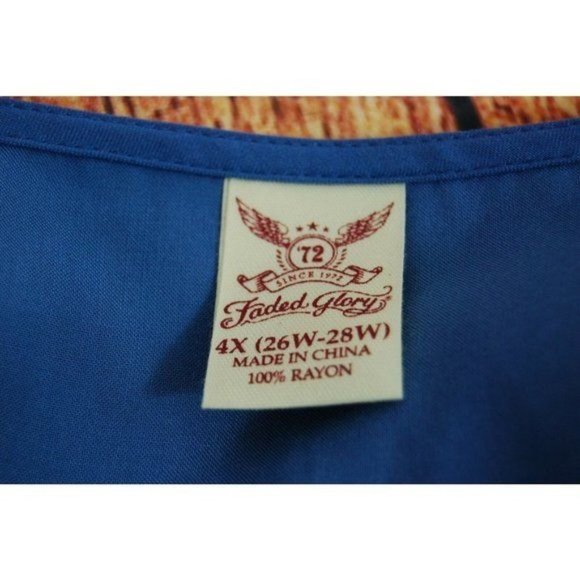 '72
SINCE 1972
Faded Glory®
4X (26W-28W)
MADE IN CHINA
100% RAYON